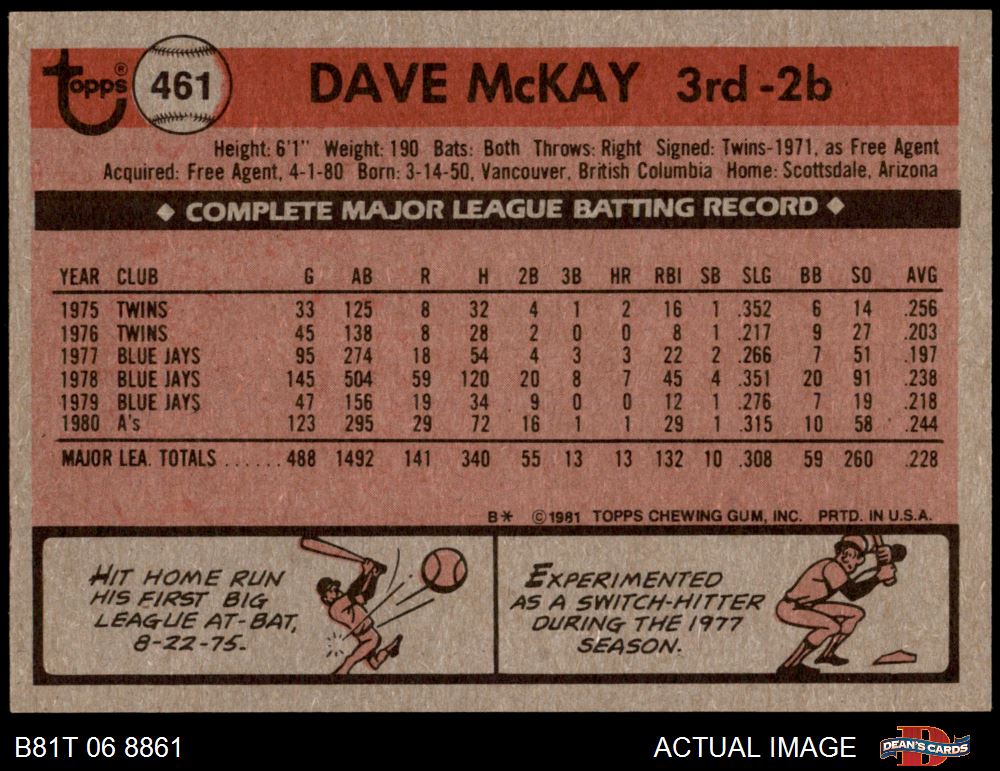 topps® 461 DAVE McKAY 3rd-2b
Height: 6'1" Weight: 190 Bats: Both Throws: Right Signed: Twins-1971, as Free Agent
Acquired: Free Agent, 4-1-80 Born: 3-14-50, Vancouver, British Columbia Home: Scottsdale, Arizona
◆ COMPLETE MAJOR LEAGUE BATTING RECORD ◆
YEAR CLUB G AB R H 2B 3B HR RBI SB SLG BB SO AVG
1975 TWINS 33 125 8 32 4 1 2 16 1 .352 6 14 .256
1976 TWINS 45 138 8 28 2 0 0 8 1 .217 9 27 .203
1977 BLUE JAYS 95 274 18 54 4 3 3 22 2 .266 7 51 .197
1978 BLUE JAYS 145 504 59 120 20 8 7 45 4 .351 20 91 .238
1979 BLUE JAYS 47 156 19 34 9 0 0 12 1 .276 7 19 .218
1980 A's 123 295 29 72 16 1 1 29 1 .315 10 58 .244
MAJOR LEA. TOTALS ...... 488 1492 141 340 55 13 13 132 10 .308 59 260 .228
B* ©1981 TOPPS CHEWING GUM, INC. PRTD. IN U.S.A.
HIT HOME RUN
HIS FIRST BIG
LEAGUE AT-BAT,
8-22-75.
EXPERIMENTED
AS A SWITCH-HITTER
DURING THE 1977
SEASON.
B81T 06 8861 ACTUAL IMAGE DEAN'S CARDS